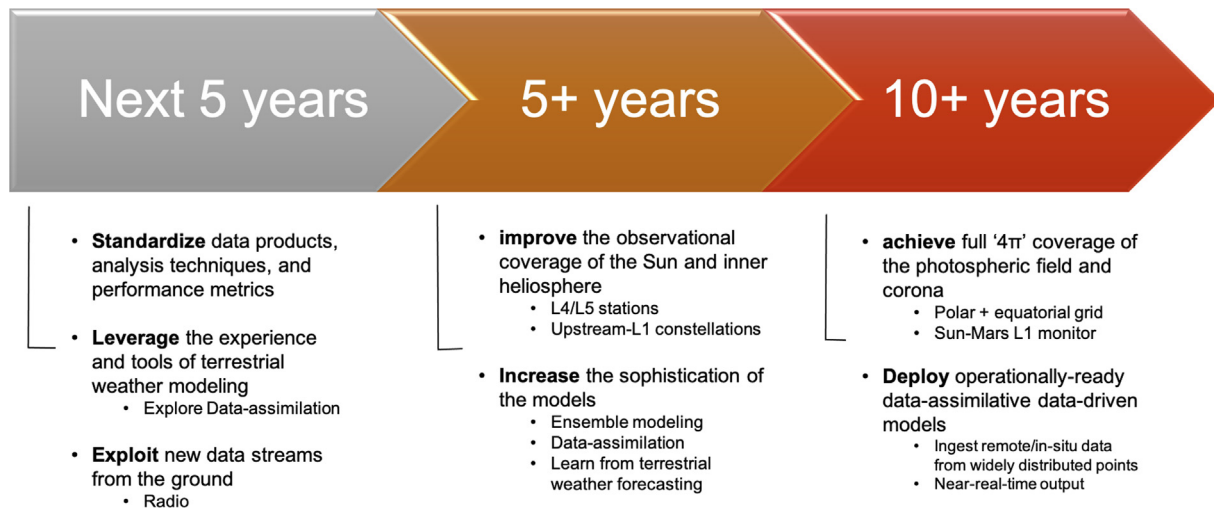 Next 5 years
5+ years
10+ years
• Standardize data products,
analysis techniques, and
performance metrics
• Leverage the experience
and tools of terrestrial
weather modeling
• Explore Data-assimilation
• Exploit new data streams
from the ground
• Radio
• improve the observational
coverage of the Sun and inner
heliosphere
• L4/L5 stations
• Upstream-L1 constellations
• Increase the sophistication of
the models
• Ensemble modeling
• Data-assimilation
• Learn from terrestrial
weather forecasting
• achieve full ‘4π’ coverage of
the photospheric field and
corona
• Polar + equatorial grid
• Sun-Mars L1 monitor
• Deploy operationally-ready
data-assimilative data-driven
models
• Ingest remote/in-situ data
from widely distributed points
• Near-real-time output